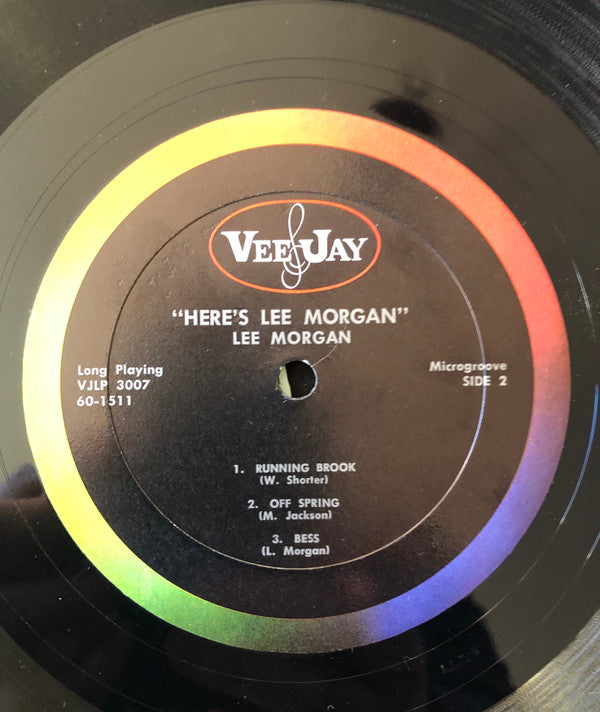 VEE JAY
"HERE'S LEE MORGAN"
LEE MORGAN
Long Playing
VJLP 3007
60-1511
Microgroove
SIDE 2
1. RUNNING BROOK
(W. Shorter)
2. OFF SPRING
(M. Jackson)
3. BESS
(L. Morgan)